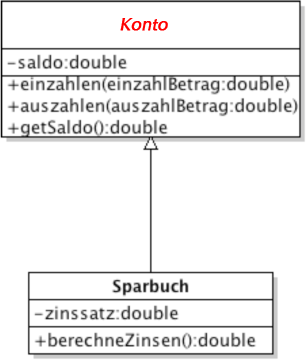 Konto
-saldo:double
+einzahlen(einzahlBetrag:double)
+auszahlen(auszahlBetrag:double)
+getSaldo():double
Sparbuch
-zinssatz:double
+berechneZinsen():double